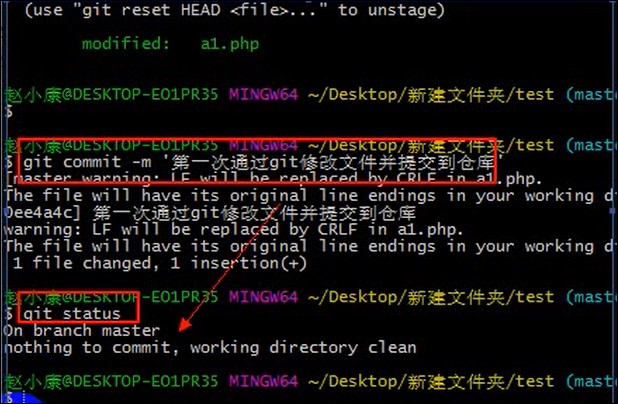 (use "git reset HEAD <file>..." to unstage)
modified: a1.php
赵小康@DESKTOP-EO1PR35 MINGW64 ~/Desktop/新建文件夹/test (maste
$
赵小康@DESKTOP-EO1PR35 MINGW64 ~/Desktop/新建文件夹/test (maste
$ git commit -m '第一次通过git修改文件并提交到仓库'
[master warning: LF will be replaced by CRLF in a1.php.
The file will have its original line endings in your working d
0ee4a4c] 第一次通过git修改文件并提交到仓库
warning: LF will be replaced by CRLF in a1.php.
The file will have its original line endings in your working d
1 file changed, 1 insertion(+)
赵小康@DESKTOP-EO1PR35 MINGW64 ~/Desktop/新建文件夹/test (maste
$ git status
On branch master
nothing to commit, working directory clean
赵小康@DESKTOP-EO1PR35 MINGW64 ~/Desktop/新建文件夹/test (maste
$